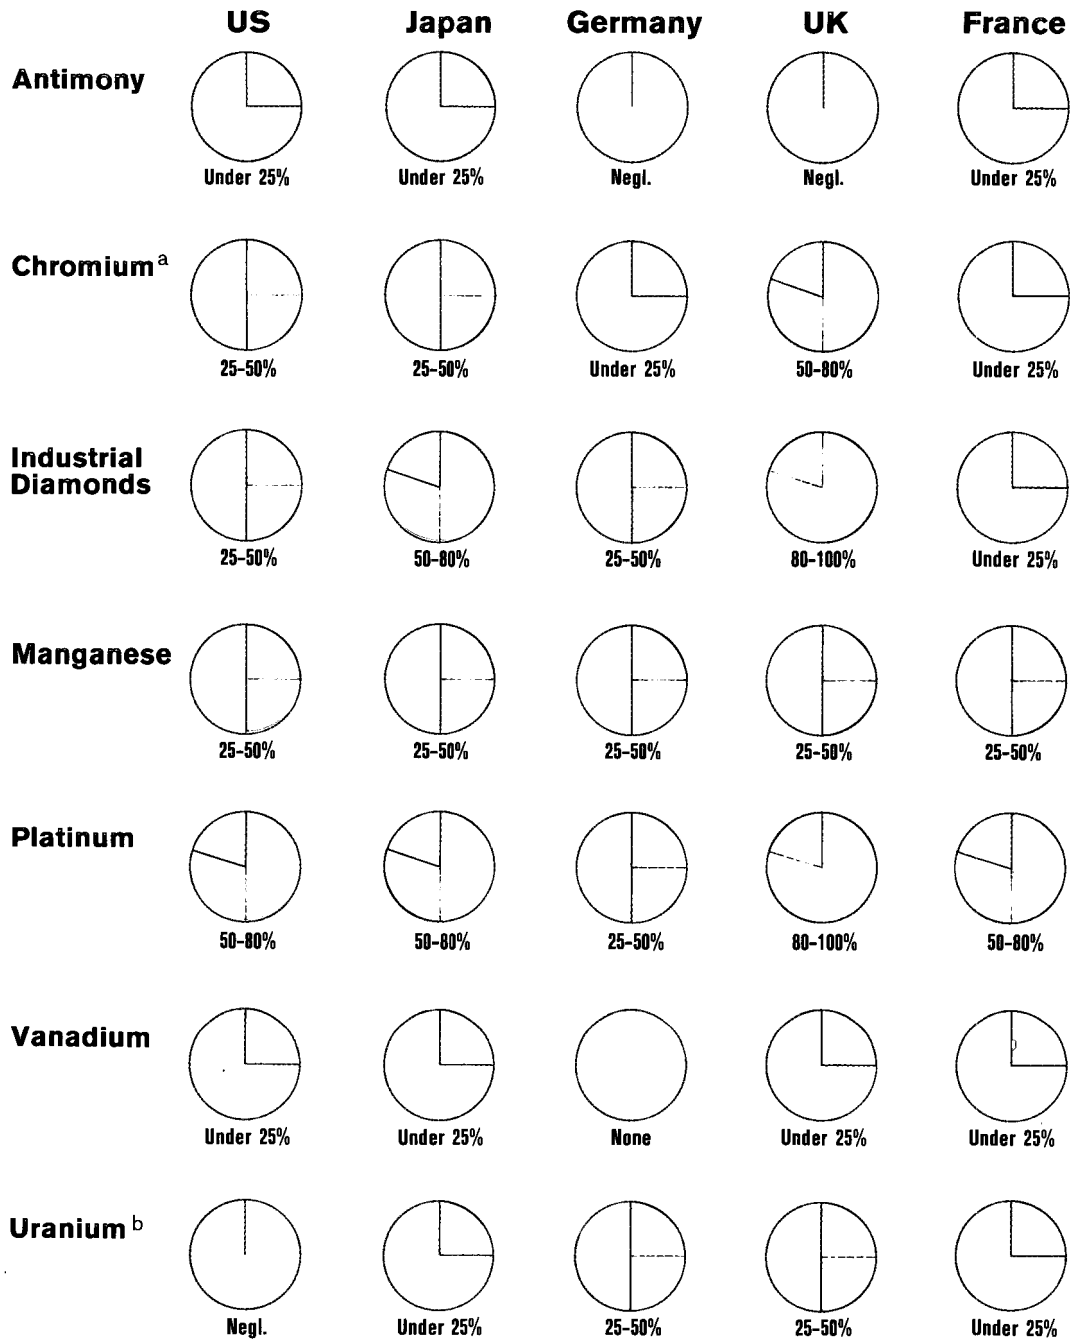 US Japan Germany UK France
Antimony
Under 25% Under 25% Negl. Negl. Under 25%
Chromium a
25-50% 25-50% Under 25% 50-80% Under 25%
Industrial
Diamonds
25-50% 50-80% 25-50% 80-100% Under 25%
Manganese
25-50% 25-50% 25-50% 25-50% 25-50%
Platinum
50-80% 50-80% 25-50% 80-100% 50-80%
Vanadium
Under 25% Under 25% None Under 25% Under 25%
Uranium b
Negl. Under 25% 25-50% 25-50% Under 25%